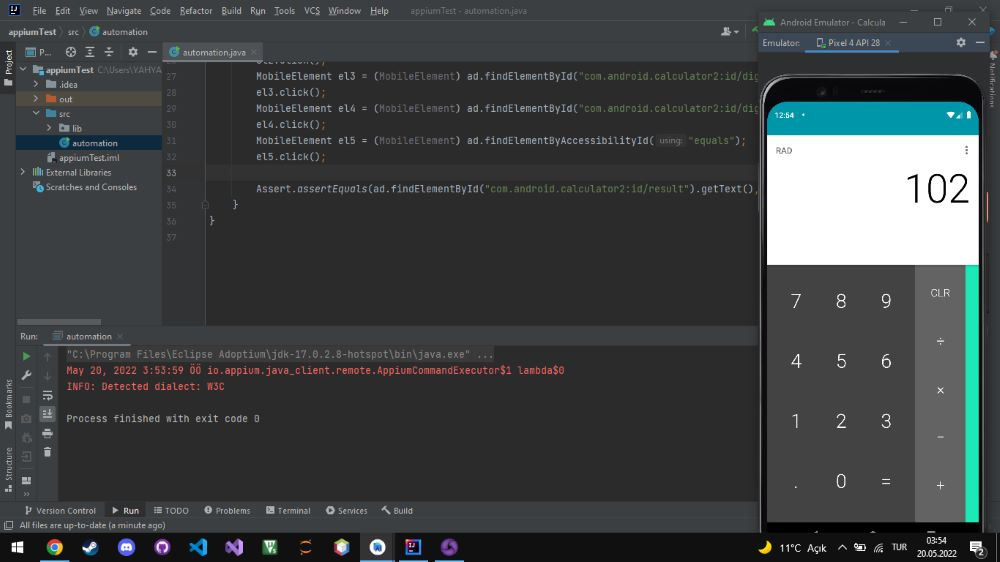 File Edit View Navigate Code Refactor Build Run Tools VCS Window Help appiumTest - automation.java
appiumTest src automation
Android Emulator - Calcula
Emulator: Pixel 4 API 28
Project
P...
automation.java
appiumTest C:\Users\YAHYA
.idea
out
src
lib
automation
appiumTest.iml
External Libraries
Scratches and Consoles
27 MobileElement el3 = (MobileElement) ad.findElementById("com.android.calculator2:id/dig
28 el3.click();
29 MobileElement el4 = (MobileElement) ad.findElementById("com.android.calculator2:id/dig
30 el4.click();
31 MobileElement el5 = (MobileElement) ad.findElementByAccessibilityId( using: "equals");
32 el5.click();
33
34 Assert.assertEquals(ad.findElementById("com.android.calculator2:id/result").getText(),
35 }
36 }
37
Notifications
12:54
RAD
102
7 8 9 CLR
4 5 6 ÷
1 2 3 ×
−
. 0 = +
Run: automation
"C:\Program Files\Eclipse Adoptium\jdk-17.0.2.8-hotspot\bin\java.exe" ...
May 20, 2022 3:53:59 ÖÖ io.appium.java_client.remote.AppiumCommandExecutor$1 lambda$0
INFO: Detected dialect: W3C
Process finished with exit code 0
Bookmarks
Structure
Version Control Run TODO Problems Terminal Services Build
All files are up-to-date (a minute ago)
11°C Açık TUR 03:54
20.05.2022
2